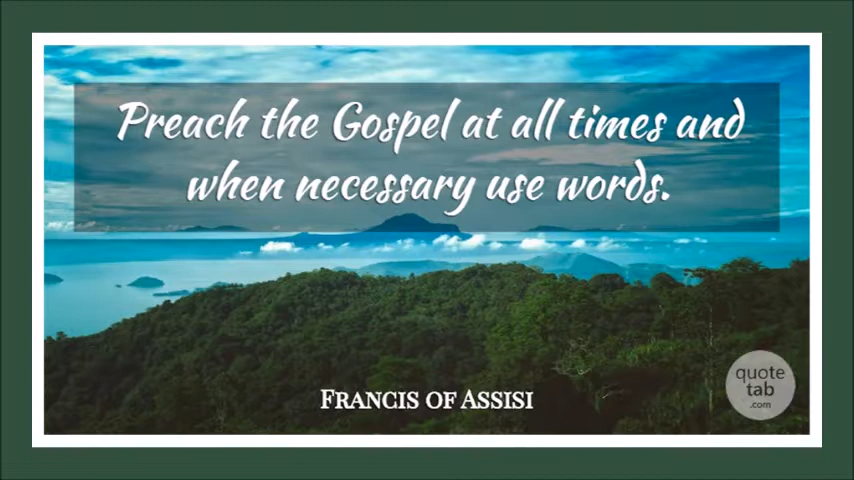 Preach the Gospel at all times and
when necessary use words.
Francis of Assisi
quote
tab
.com